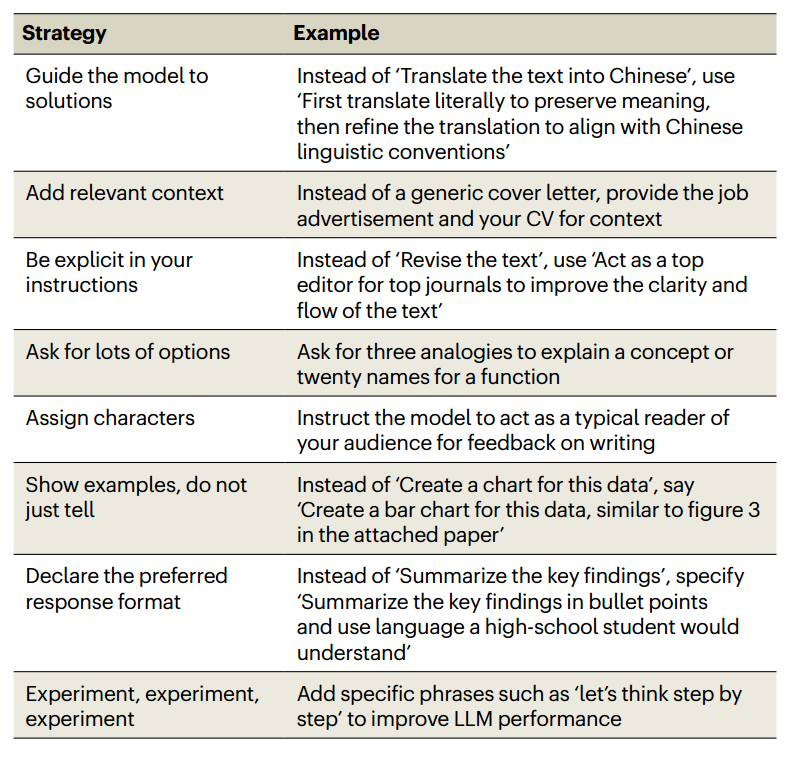 Strategy Example
Guide the model to Instead of ‘Translate the text into Chinese’, use
solutions ‘First translate literally to preserve meaning,
then refine the translation to align with Chinese
linguistic conventions’
Add relevant context Instead of a generic cover letter, provide the job
advertisement and your CV for context
Be explicit in your Instead of ‘Revise the text’, use ‘Act as a top
instructions editor for top journals to improve the clarity and
flow of the text’
Ask for lots of options Ask for three analogies to explain a concept or
twenty names for a function
Assign characters Instruct the model to act as a typical reader of
your audience for feedback on writing
Show examples, do not Instead of ‘Create a chart for this data’, say
just tell ‘Create a bar chart for this data, similar to figure 3
in the attached paper’
Declare the preferred Instead of ‘Summarize the key findings’, specify
response format ‘Summarize the key findings in bullet points
and use language a high-school student would
understand’
Experiment, experiment, Add specific phrases such as ‘let’s think step by
experiment step’ to improve LLM performance